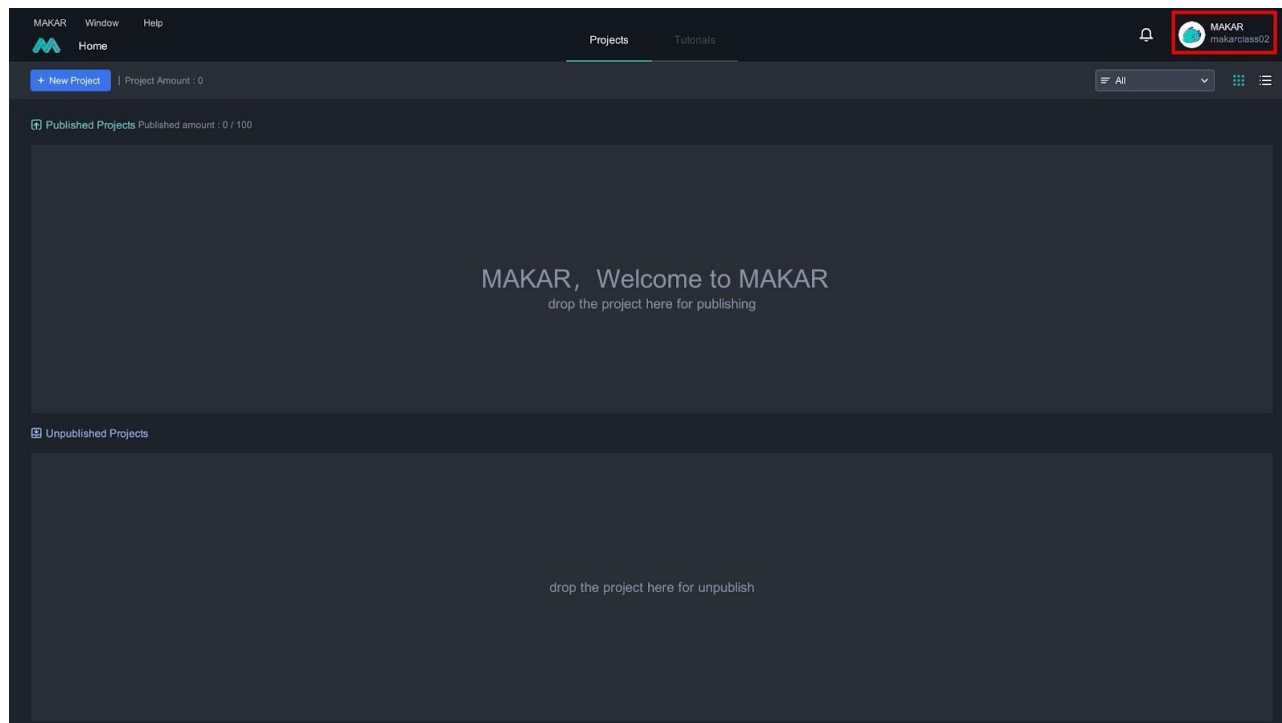 MAKAR Window Help
Home
Projects Tutorials
MAKAR
makarclass02
+ New Project | Project Amount : 0
All
Published Projects Published amount : 0 / 100
MAKAR，Welcome to MAKAR
drop the project here for publishing
Unpublished Projects
drop the project here for unpublish